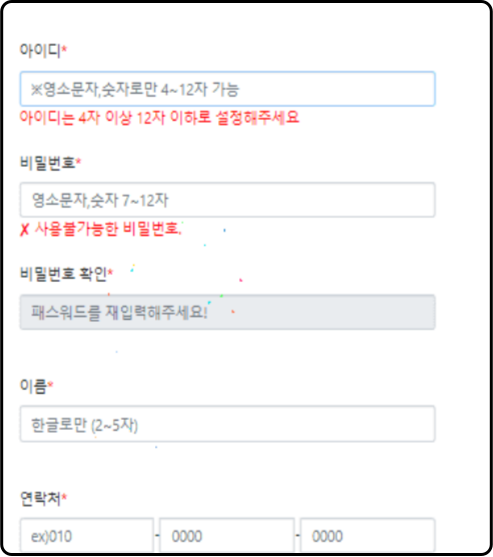 아이디*
※영소문자,숫자로만 4~12자 가능
아이디는 4자 이상 12자 이하로 설정해주세요
비밀번호*
영소문자,숫자 7~12자
✗ 사용불가능한 비밀번호.
비밀번호 확인*
패스워드를 재입력해주세요!
이름*
한글로만 (2~5자)
연락처*
ex)010 - 0000 - 0000